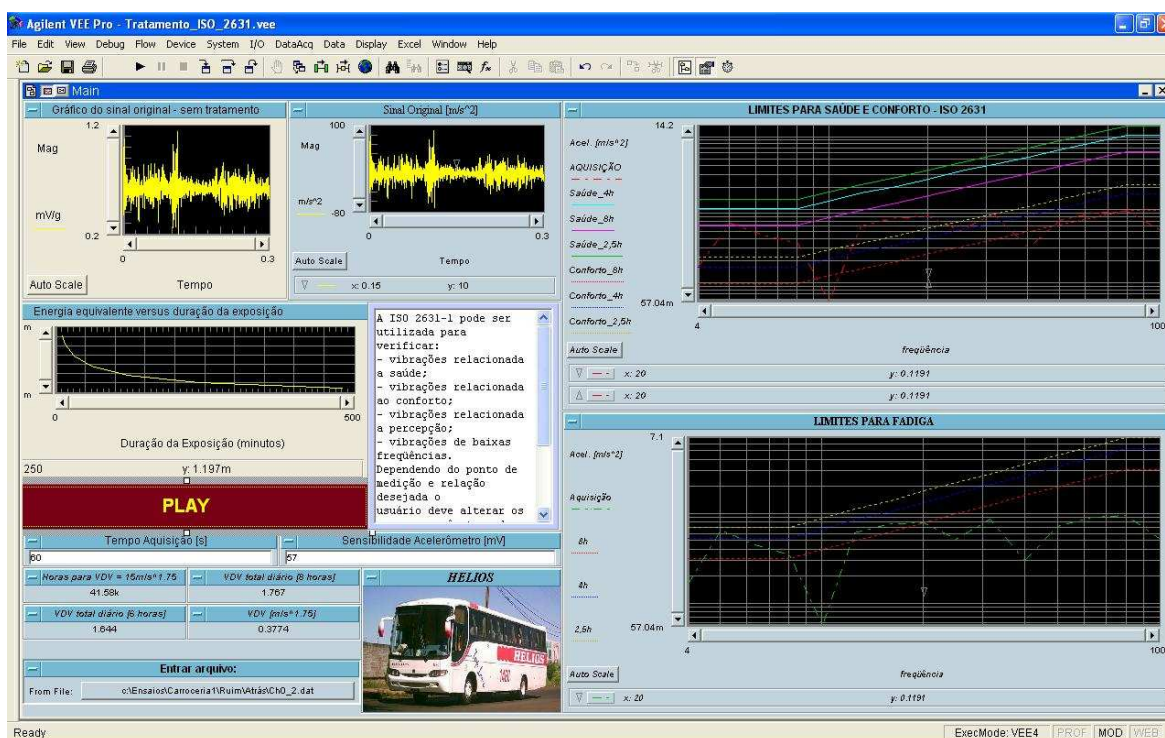 Agilent VEE Pro - Tratamento_ISO_2631.vee
File Edit View Debug Flow Device System I/O DataAcq Data Display Excel Window Help
Main
Gráfico do sinal original - sem tratamento
1.2
Mag
mV/g
0.2
0 0.3
Auto Scale Tempo
Sinal Original [m/s^2]
100
Mag
m/s^2
-80
0 0.3
Auto Scale Tempo
x: 0.15 y: 10
LIMITES PARA SAÚDE E CONFORTO - ISO 2631
14.2
Acel. [m/s^2]
AQUISIÇÃO
Saúde_4h
Saúde_8h
Saúde_2,5h
Conforto_8h
Conforto_4h
57.04m
Conforto_2,5h
4 100
Auto Scale freqüência
x: 20 y: 0.1191
x: 20 y: 0.1191
Energia equivalente versus duração da exposição
m
m
0 500
Duração da Exposição (minutos)
250 y: 1.197m
A ISO 2631-1 pode ser
utilizada para
verificar:
- vibrações relacionada
a saúde;
- vibrações relacionada
ao conforto;
- vibrações relacionada
a percepção;
- vibrações de baixas
freqüências.
Dependendo do ponto de
medição e relação
desejada o
usuário deve alterar os
LIMITES PARA FADIGA
7.1
Acel. [m/s^2]
Aquisição
8h
4h
2,5h 57.04m
4 100
Auto Scale freqüência
x: 20 y: 0.1191
PLAY
Tempo Aquisição [s]
60
Sensibilidade Acelerômetro [mV]
57
Horas para VDV = 15m/s^1.75
41.58k
VDV total diário [8 horas]
1.767
VDV total diário [6 horas]
1.644
VDV [m/s^1.75]
0.3774
HELIOS
HELIOS
Entrar arquivo:
From File: c:\Ensaios\Carroceria1\Ruim\Atrás\Ch0_2.dat
Ready ExecMode: VEE4 PROF MOD WEB